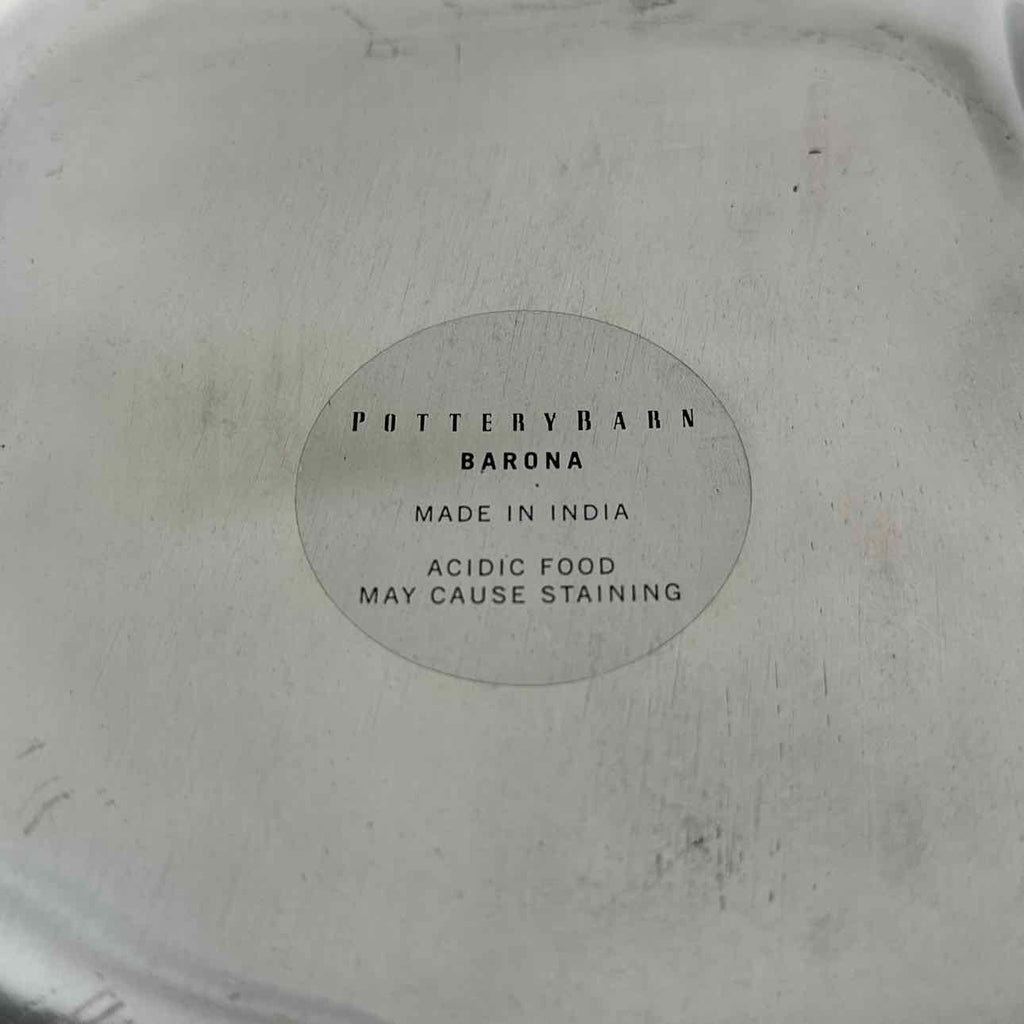 POTTERYBARN
BARONA
MADE IN INDIA
ACIDIC FOOD
MAY CAUSE STAINING